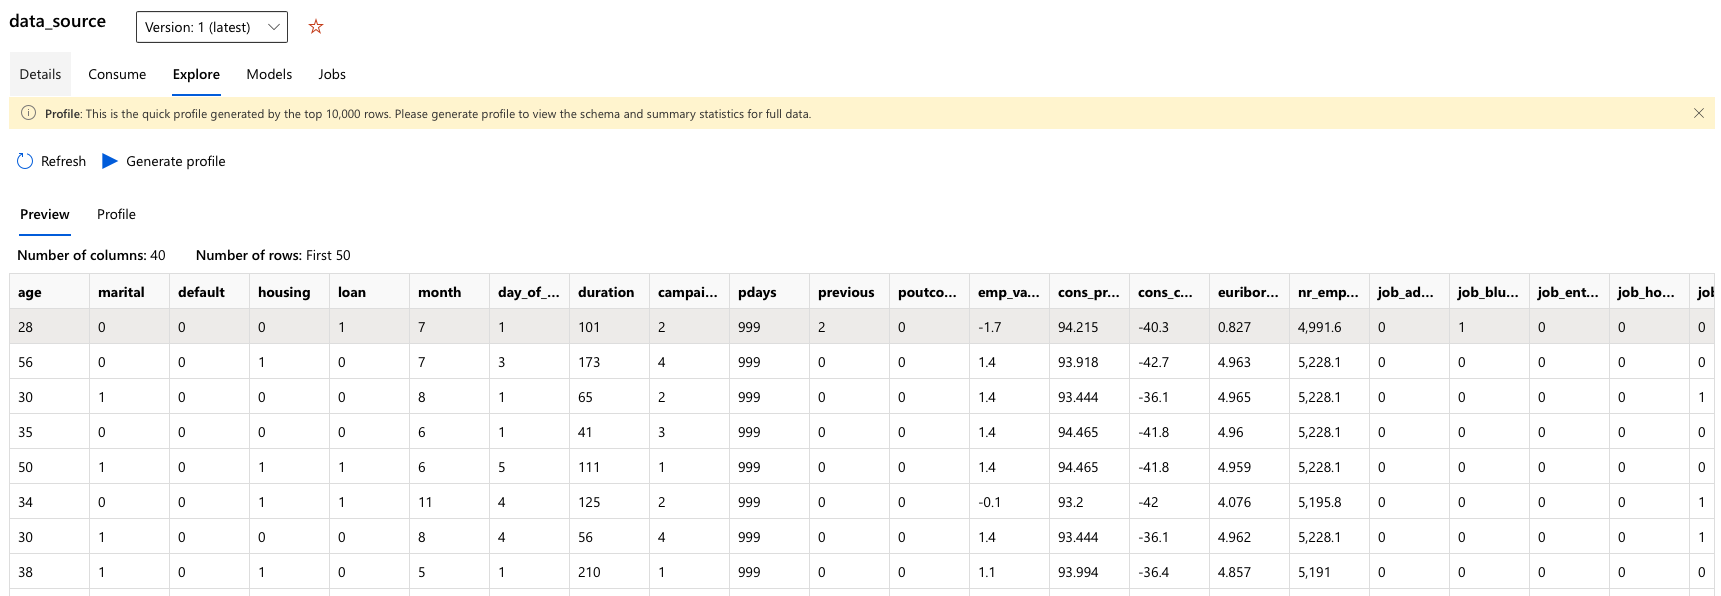 data_source Version: 1 (latest)
Details Consume Explore Models Jobs
Profile: This is the quick profile generated by the top 10,000 rows. Please generate profile to view the schema and summary statistics for full data.
Refresh Generate profile
Preview Profile
Number of columns: 40 Number of rows: First 50
age marital default housing loan month day_of_... duration campai... pdays previous poutco... emp_va... cons_pr... cons_c... euribor... nr_emp... job_ad... job_blu... job_ent... job_ho... job
28 0 0 0 1 7 1 101 2 999 2 0 -1.7 94.215 -40.3 0.827 4,991.6 0 1 0 0 0
56 0 0 1 0 7 3 173 4 999 0 0 1.4 93.918 -42.7 4.963 5,228.1 0 0 0 0 0
30 1 0 0 0 8 1 65 2 999 0 0 1.4 93.444 -36.1 4.965 5,228.1 0 0 0 0 1
35 0 0 0 0 6 1 41 3 999 0 0 1.4 94.465 -41.8 4.96 5,228.1 0 0 0 0 0
50 1 0 1 1 6 5 111 1 999 0 0 1.4 94.465 -41.8 4.959 5,228.1 0 0 0 0 0
34 0 0 1 1 11 4 125 2 999 0 0 -0.1 93.2 -42 4.076 5,195.8 0 0 0 0 1
30 1 0 0 0 8 4 56 4 999 0 0 1.4 93.444 -36.1 4.962 5,228.1 0 0 0 0 1
38 1 0 1 0 5 1 210 1 999 0 0 1.1 93.994 -36.4 4.857 5,191 0 0 0 0 0